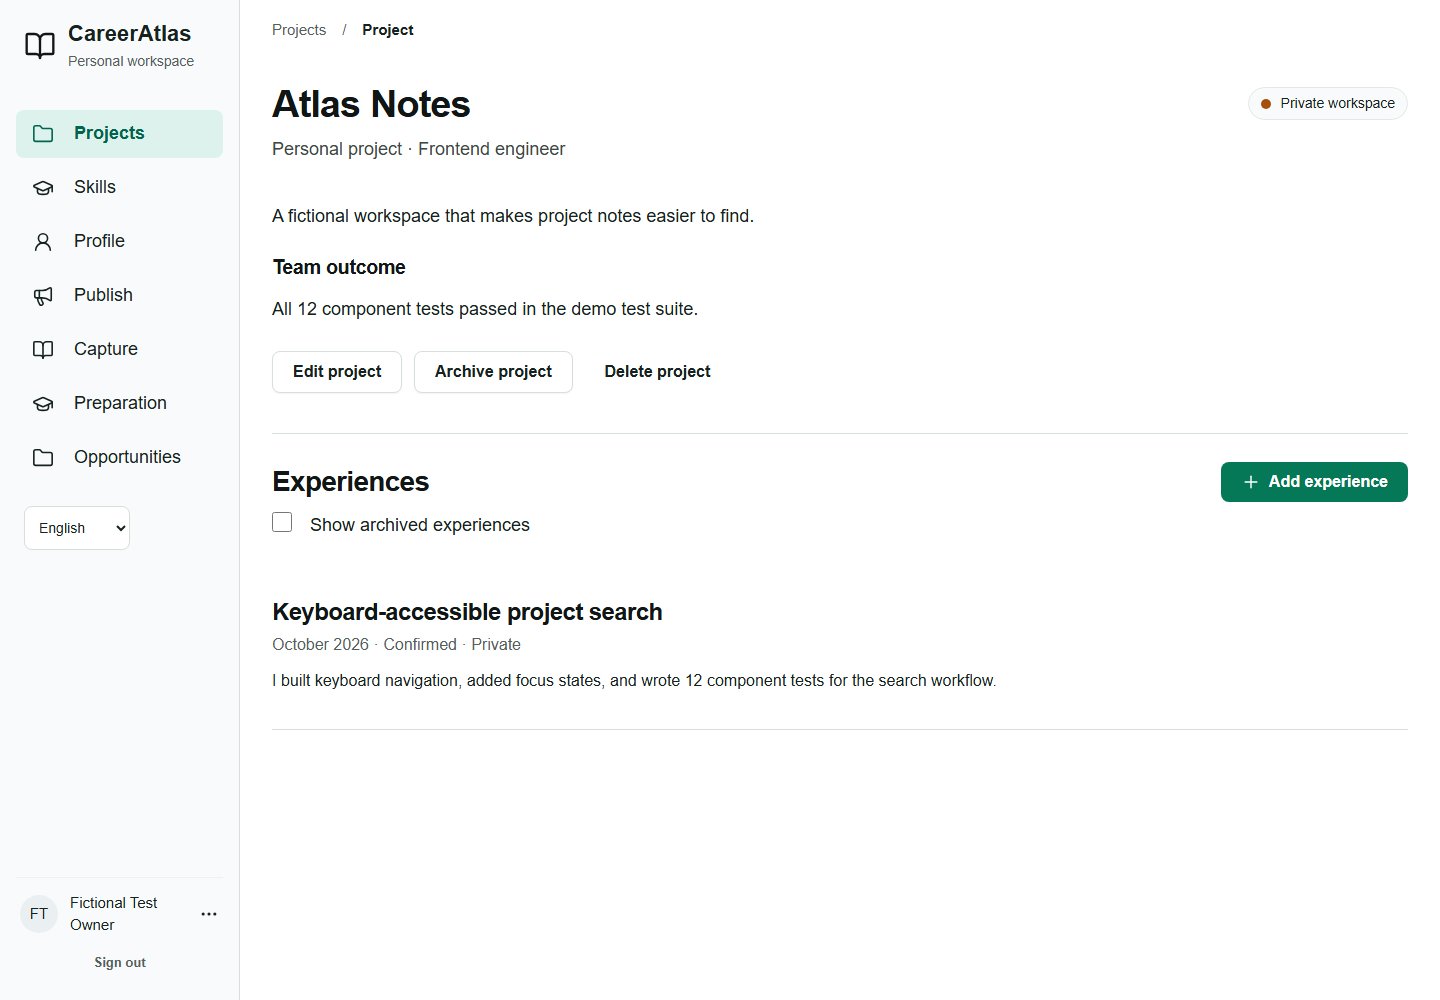 CareerAtlas
Personal workspace
Projects
Skills
Profile
Publish
Capture
Preparation
Opportunities
English
FT
Fictional Test
Owner
Sign out
Projects / Project
Atlas Notes
Private workspace
Personal project · Frontend engineer
A fictional workspace that makes project notes easier to find.
Team outcome
All 12 component tests passed in the demo test suite.
Edit project
Archive project
Delete project
Experiences
Add experience
Show archived experiences
Keyboard-accessible project search
October 2026 · Confirmed · Private
I built keyboard navigation, added focus states, and wrote 12 component tests for the search workflow.